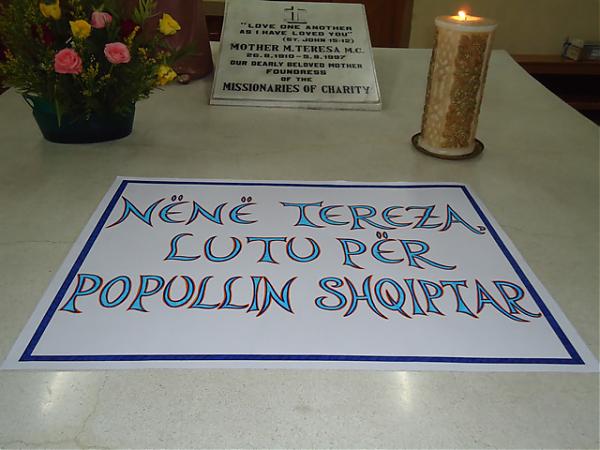 "LOVE ONE ANOTHER
AS I HAVE LOVED YOU"
(ST. JOHN-15-12)
MOTHER M. TERESA M.C.
26.8.1910-5.9.1997
OUR DEARLY BELOVED MOTHER
FOUNDRESS
OF THE
MISSIONARIES OF CHARITY
NËNË TEREZA,
LUTU PËR
POPULLIN SHQIPTAR